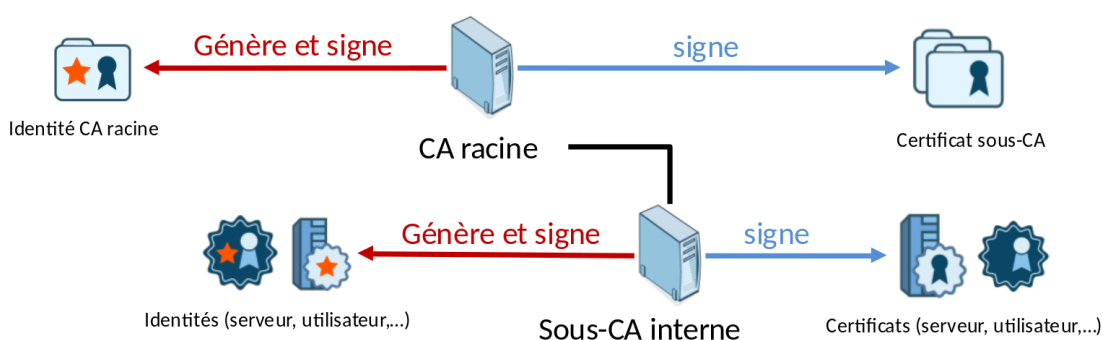 Génère et signe
signe
Identité CA racine
CA racine
Certificat sous-CA
Génère et signe
signe
Identités (serveur, utilisateur,...)
Sous-CA interne
Certificats (serveur, utilisateur,...)